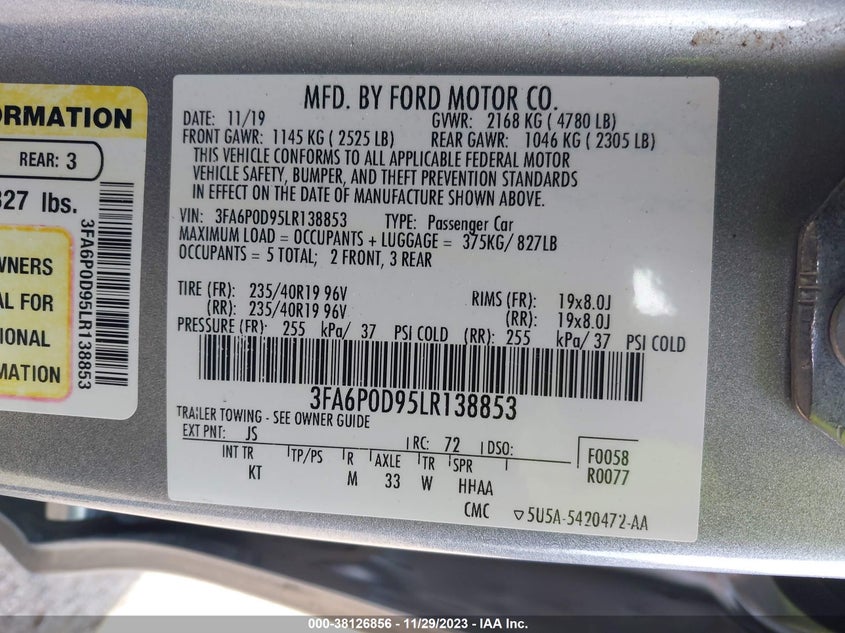 ORMATION
REAR: 3
827 lbs.
3FA6P0D95LR138853
OWNERS
AL FOR
IONAL
RMATION
MFD. BY FORD MOTOR CO.
DATE: 11/19 GVWR: 2168 KG ( 4780 LB)
FRONT GAWR: 1145 KG ( 2525 LB) REAR GAWR: 1046 KG ( 2305 LB)
THIS VEHICLE CONFORMS TO ALL APPLICABLE FEDERAL MOTOR
VEHICLE SAFETY, BUMPER, AND THEFT PREVENTION STANDARDS
IN EFFECT ON THE DATE OF MANUFACTURE SHOWN ABOVE.
VIN: 3FA6P0D95LR138853 TYPE: Passenger Car
MAXIMUM LOAD = OCCUPANTS + LUGGAGE = 375KG/ 827LB
OCCUPANTS = 5 TOTAL; 2 FRONT, 3 REAR
TIRE (FR): 235/40R19 96V RIMS (FR): 19x8.0J
(RR): 235/40R19 96V (RR): 19x8.0J
PRESSURE (FR): 255 kPa/ 37 PSI COLD (RR): 255 kPa/ 37 PSI COLD
3FA6P0D95LR138853
TRAILER TOWING - SEE OWNER GUIDE
EXT PNT: JS RC: 72 DSO: F0058
INT TR TP/PS R AXLE TR SPR R0077
KT M 33 W HHAA
CMC ▽5U5A-5420472-AA
000-38126856 - 11/29/2023 - IAA Inc.